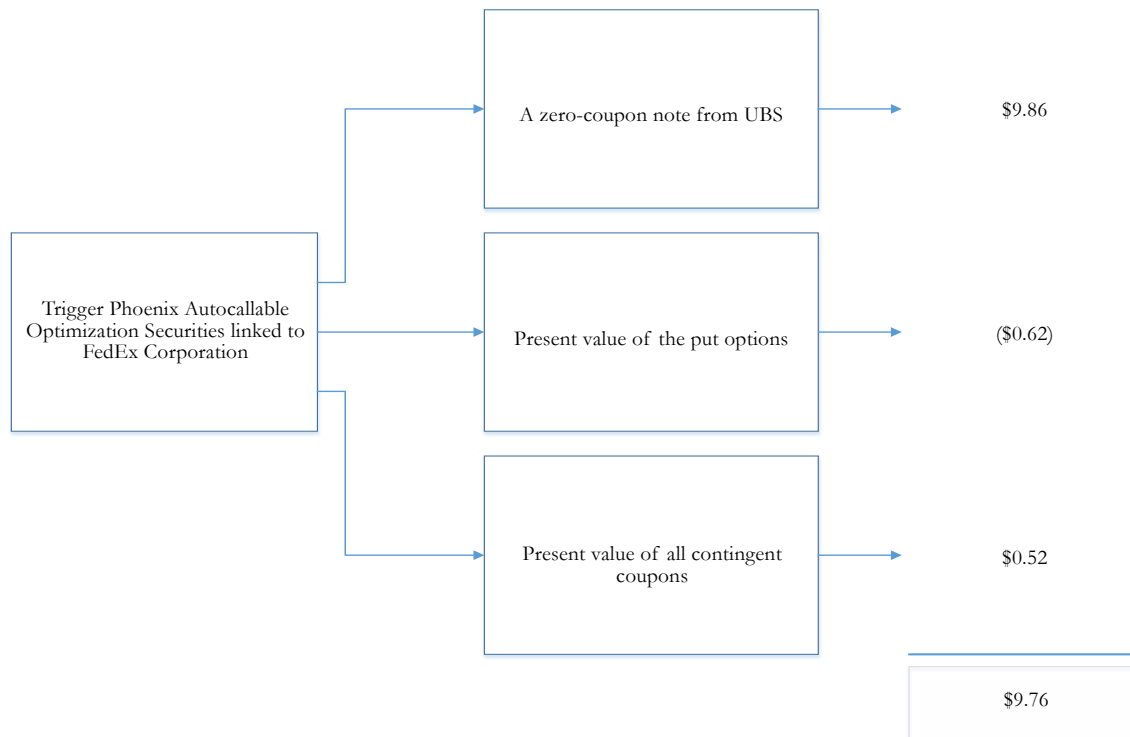 A zero-coupon note from UBS
$9.86
Trigger Phoenix Autocallable
Optimization Securities linked to
FedEx Corporation
Present value of the put options
($0.62)
Present value of all contingent
coupons
$0.52
$9.76